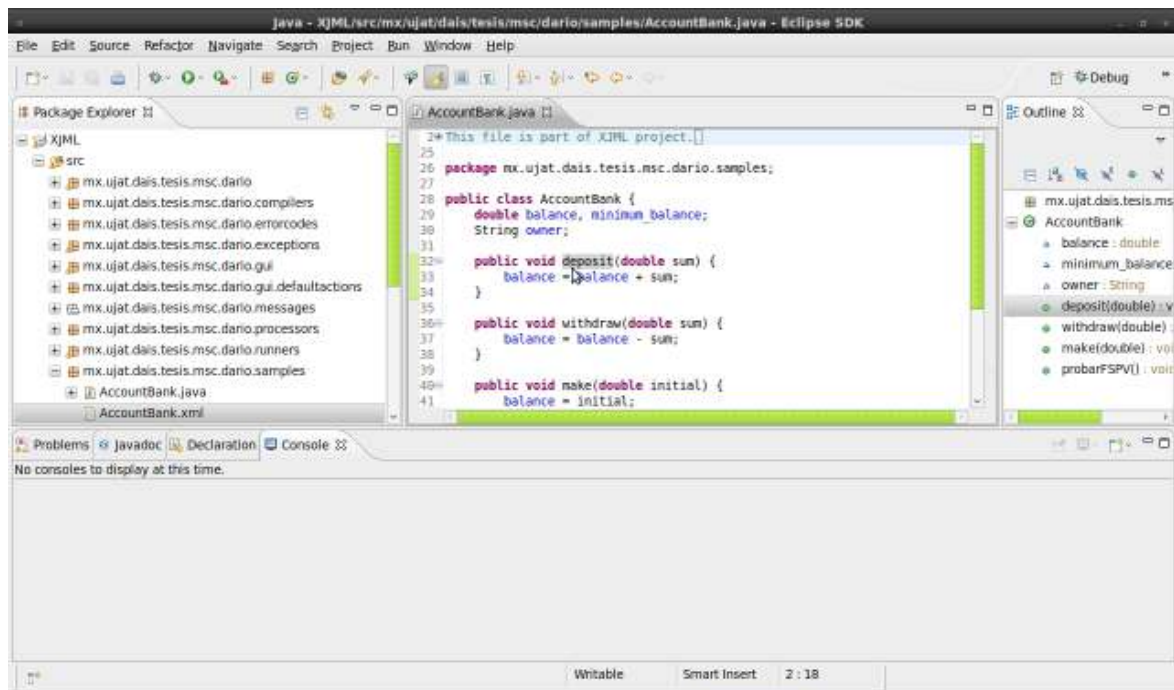 Java - XJML/src/mx/ujat/dais/tesis/msc/dario/samples/AccountBank.java - Eclipse SDK
File Edit Source Refactor Navigate Search Project Run Window Help
Debug
Package Explorer
XJML
src
mx.ujat.dais.tesis.msc.dario
mx.ujat.dais.tesis.msc.dario.compilers
mx.ujat.dais.tesis.msc.dario.errorcodes
mx.ujat.dais.tesis.msc.dario.exceptions
mx.ujat.dais.tesis.msc.dario.gui
mx.ujat.dais.tesis.msc.dario.gui.defaultactions
mx.ujat.dais.tesis.msc.dario.messages
mx.ujat.dais.tesis.msc.dario.processors
mx.ujat.dais.tesis.msc.dario.runners
mx.ujat.dais.tesis.msc.dario.samples
AccountBank.java
AccountBank.xml
AccountBank.java
2 This file is part of XJML project.
25
26 package mx.ujat.dais.tesis.msc.dario.samples;
27
28 public class AccountBank {
29 double balance, minimum_balance;
30 String owner;
31
32 public void deposit(double sum) {
33 balance = balance + sum;
34 }
35
36 public void withdraw(double sum) {
37 balance = balance - sum;
38 }
39
40 public void make(double initial) {
41 balance = initial;
Outline
mx.ujat.dais.tesis.ms
AccountBank
balance : double
minimum_balance
owner : String
deposit(double) : v
withdraw(double) :
make(double) : voi
probarFSPV() : void
Problems Javadoc Declaration Console
No consoles to display at this time.
Writable Smart Insert 2 : 18